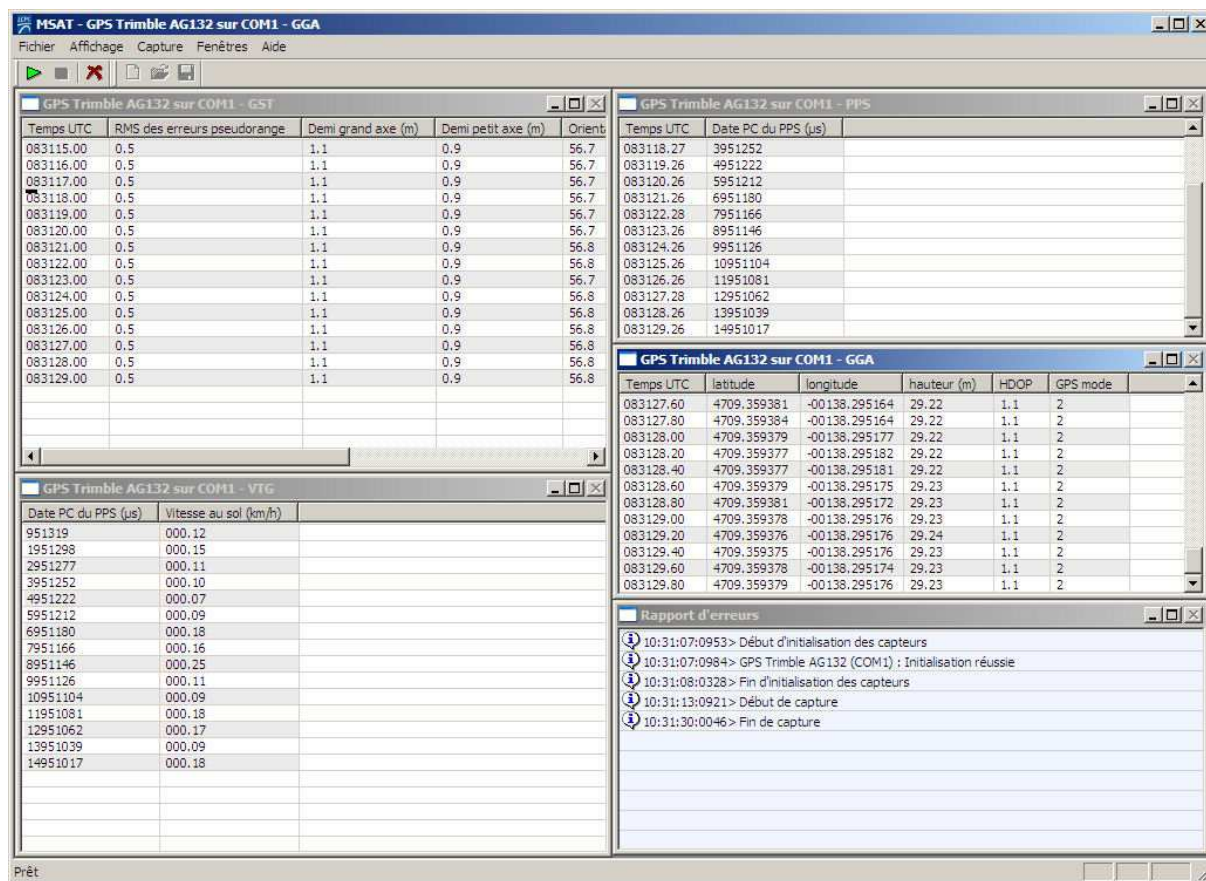 MSAT - GPS Trimble AG132 sur COM1 - GGA
Fichier Affichage Capture Fenêtres Aide
GPS Trimble AG132 sur COM1 - GST
Temps UTC RMS des erreurs pseudorange Demi grand axe (m) Demi petit axe (m) Orient
083115.00 0.5 1.1 0.9 56.7
083116.00 0.5 1.1 0.9 56.7
083117.00 0.5 1.1 0.9 56.7
083118.00 0.5 1.1 0.9 56.7
083119.00 0.5 1.1 0.9 56.7
083120.00 0.5 1.1 0.9 56.7
083121.00 0.5 1.1 0.9 56.8
083122.00 0.5 1.1 0.9 56.8
083123.00 0.5 1.1 0.9 56.7
083124.00 0.5 1.1 0.9 56.8
083125.00 0.5 1.1 0.9 56.8
083126.00 0.5 1.1 0.9 56.8
083127.00 0.5 1.1 0.9 56.8
083128.00 0.5 1.1 0.9 56.8
083129.00 0.5 1.1 0.9 56.8
GPS Trimble AG132 sur COM1 - PPS
Temps UTC Date PC du PPS (µs)
083118.27 3951252
083119.26 4951222
083120.26 5951212
083121.26 6951180
083122.28 7951166
083123.26 8951146
083124.26 9951126
083125.26 10951104
083126.26 11951081
083127.28 12951062
083128.26 13951039
083129.26 14951017
GPS Trimble AG132 sur COM1 - GGA
Temps UTC latitude longitude hauteur (m) HDOP GPS mode
083127.60 4709.359381 -00138.295164 29.22 1.1 2
083127.80 4709.359384 -00138.295164 29.22 1.1 2
083128.00 4709.359379 -00138.295177 29.22 1.1 2
083128.20 4709.359377 -00138.295182 29.22 1.1 2
083128.40 4709.359377 -00138.295181 29.22 1.1 2
083128.60 4709.359379 -00138.295175 29.23 1.1 2
083128.80 4709.359381 -00138.295172 29.23 1.1 2
083129.00 4709.359378 -00138.295176 29.23 1.1 2
083129.20 4709.359376 -00138.295176 29.24 1.1 2
083129.40 4709.359375 -00138.295176 29.23 1.1 2
083129.60 4709.359378 -00138.295174 29.23 1.1 2
083129.80 4709.359379 -00138.295176 29.23 1.1 2
GPS Trimble AG132 sur COM1 - VTG
Date PC du PPS (µs) Vitesse au sol (km/h)
951319 000.12
1951298 000.15
2951277 000.11
3951252 000.10
4951222 000.07
5951212 000.09
6951180 000.18
7951166 000.16
8951146 000.25
9951126 000.11
10951104 000.09
11951081 000.18
12951062 000.17
13951039 000.09
14951017 000.18
Rapport d'erreurs
10:31:07:0953> Début d'initialisation des capteurs
10:31:07:0984> GPS Trimble AG132 (COM1) : Initialisation réussie
10:31:08:0328> Fin d'initialisation des capteurs
10:31:13:0921> Début de capture
10:31:30:0046> Fin de capture
Prêt